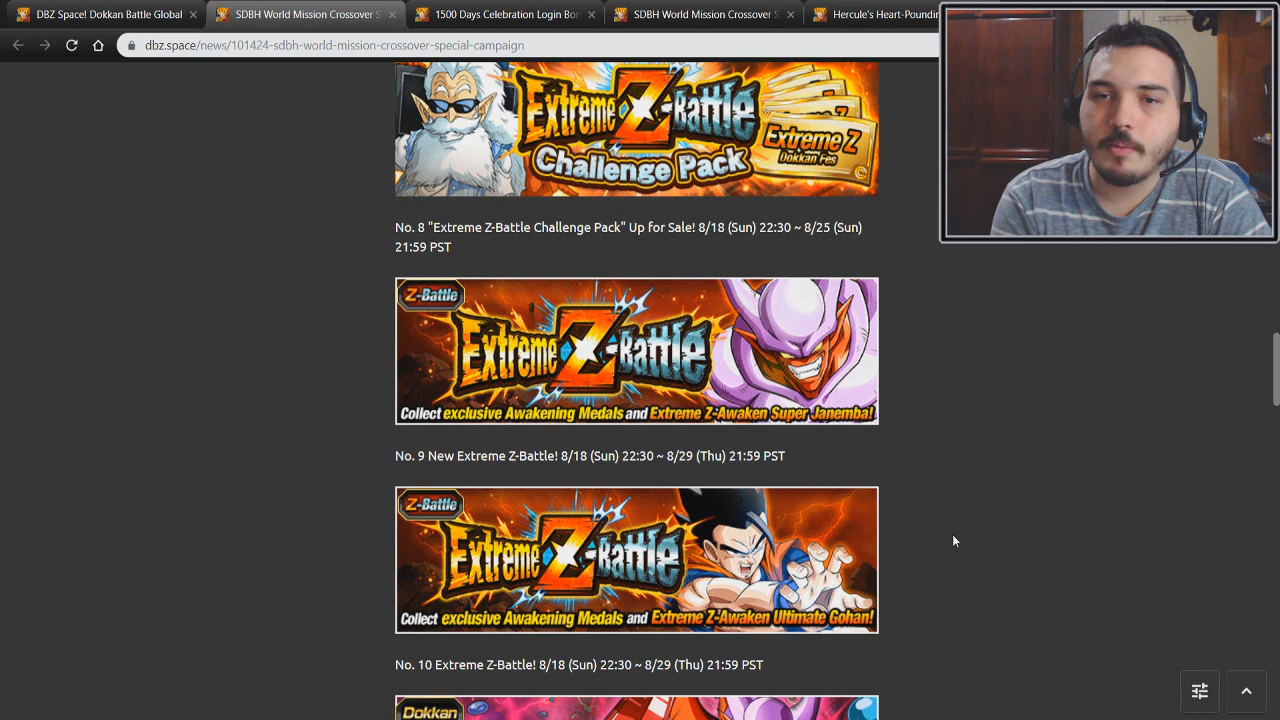 DBZ Space! Dokkan Battle Global
SDBH World Mission Crossover S
1500 Days Celebration Login Bon
SDBH World Mission Crossover S
Hercule's Heart-Poundin
dbz.space/news/101424-sdbh-world-mission-crossover-special-campaign
Extreme Z-Battle
Challenge Pack
Extreme Z
Dokkan Fes
No. 8 "Extreme Z-Battle Challenge Pack" Up for Sale! 8/18 (Sun) 22:30 ~ 8/25 (Sun)
21:59 PST
Z-Battle
Extreme Z-Battle
Collect exclusive Awakening Medals and Extreme Z-Awaken Super Janemba!
No. 9 New Extreme Z-Battle! 8/18 (Sun) 22:30 ~ 8/29 (Thu) 21:59 PST
Z-Battle
Extreme Z-Battle
Collect exclusive Awakening Medals and Extreme Z-Awaken Ultimate Gohan!
No. 10 Extreme Z-Battle! 8/18 (Sun) 22:30 ~ 8/29 (Thu) 21:59 PST
Dokkan